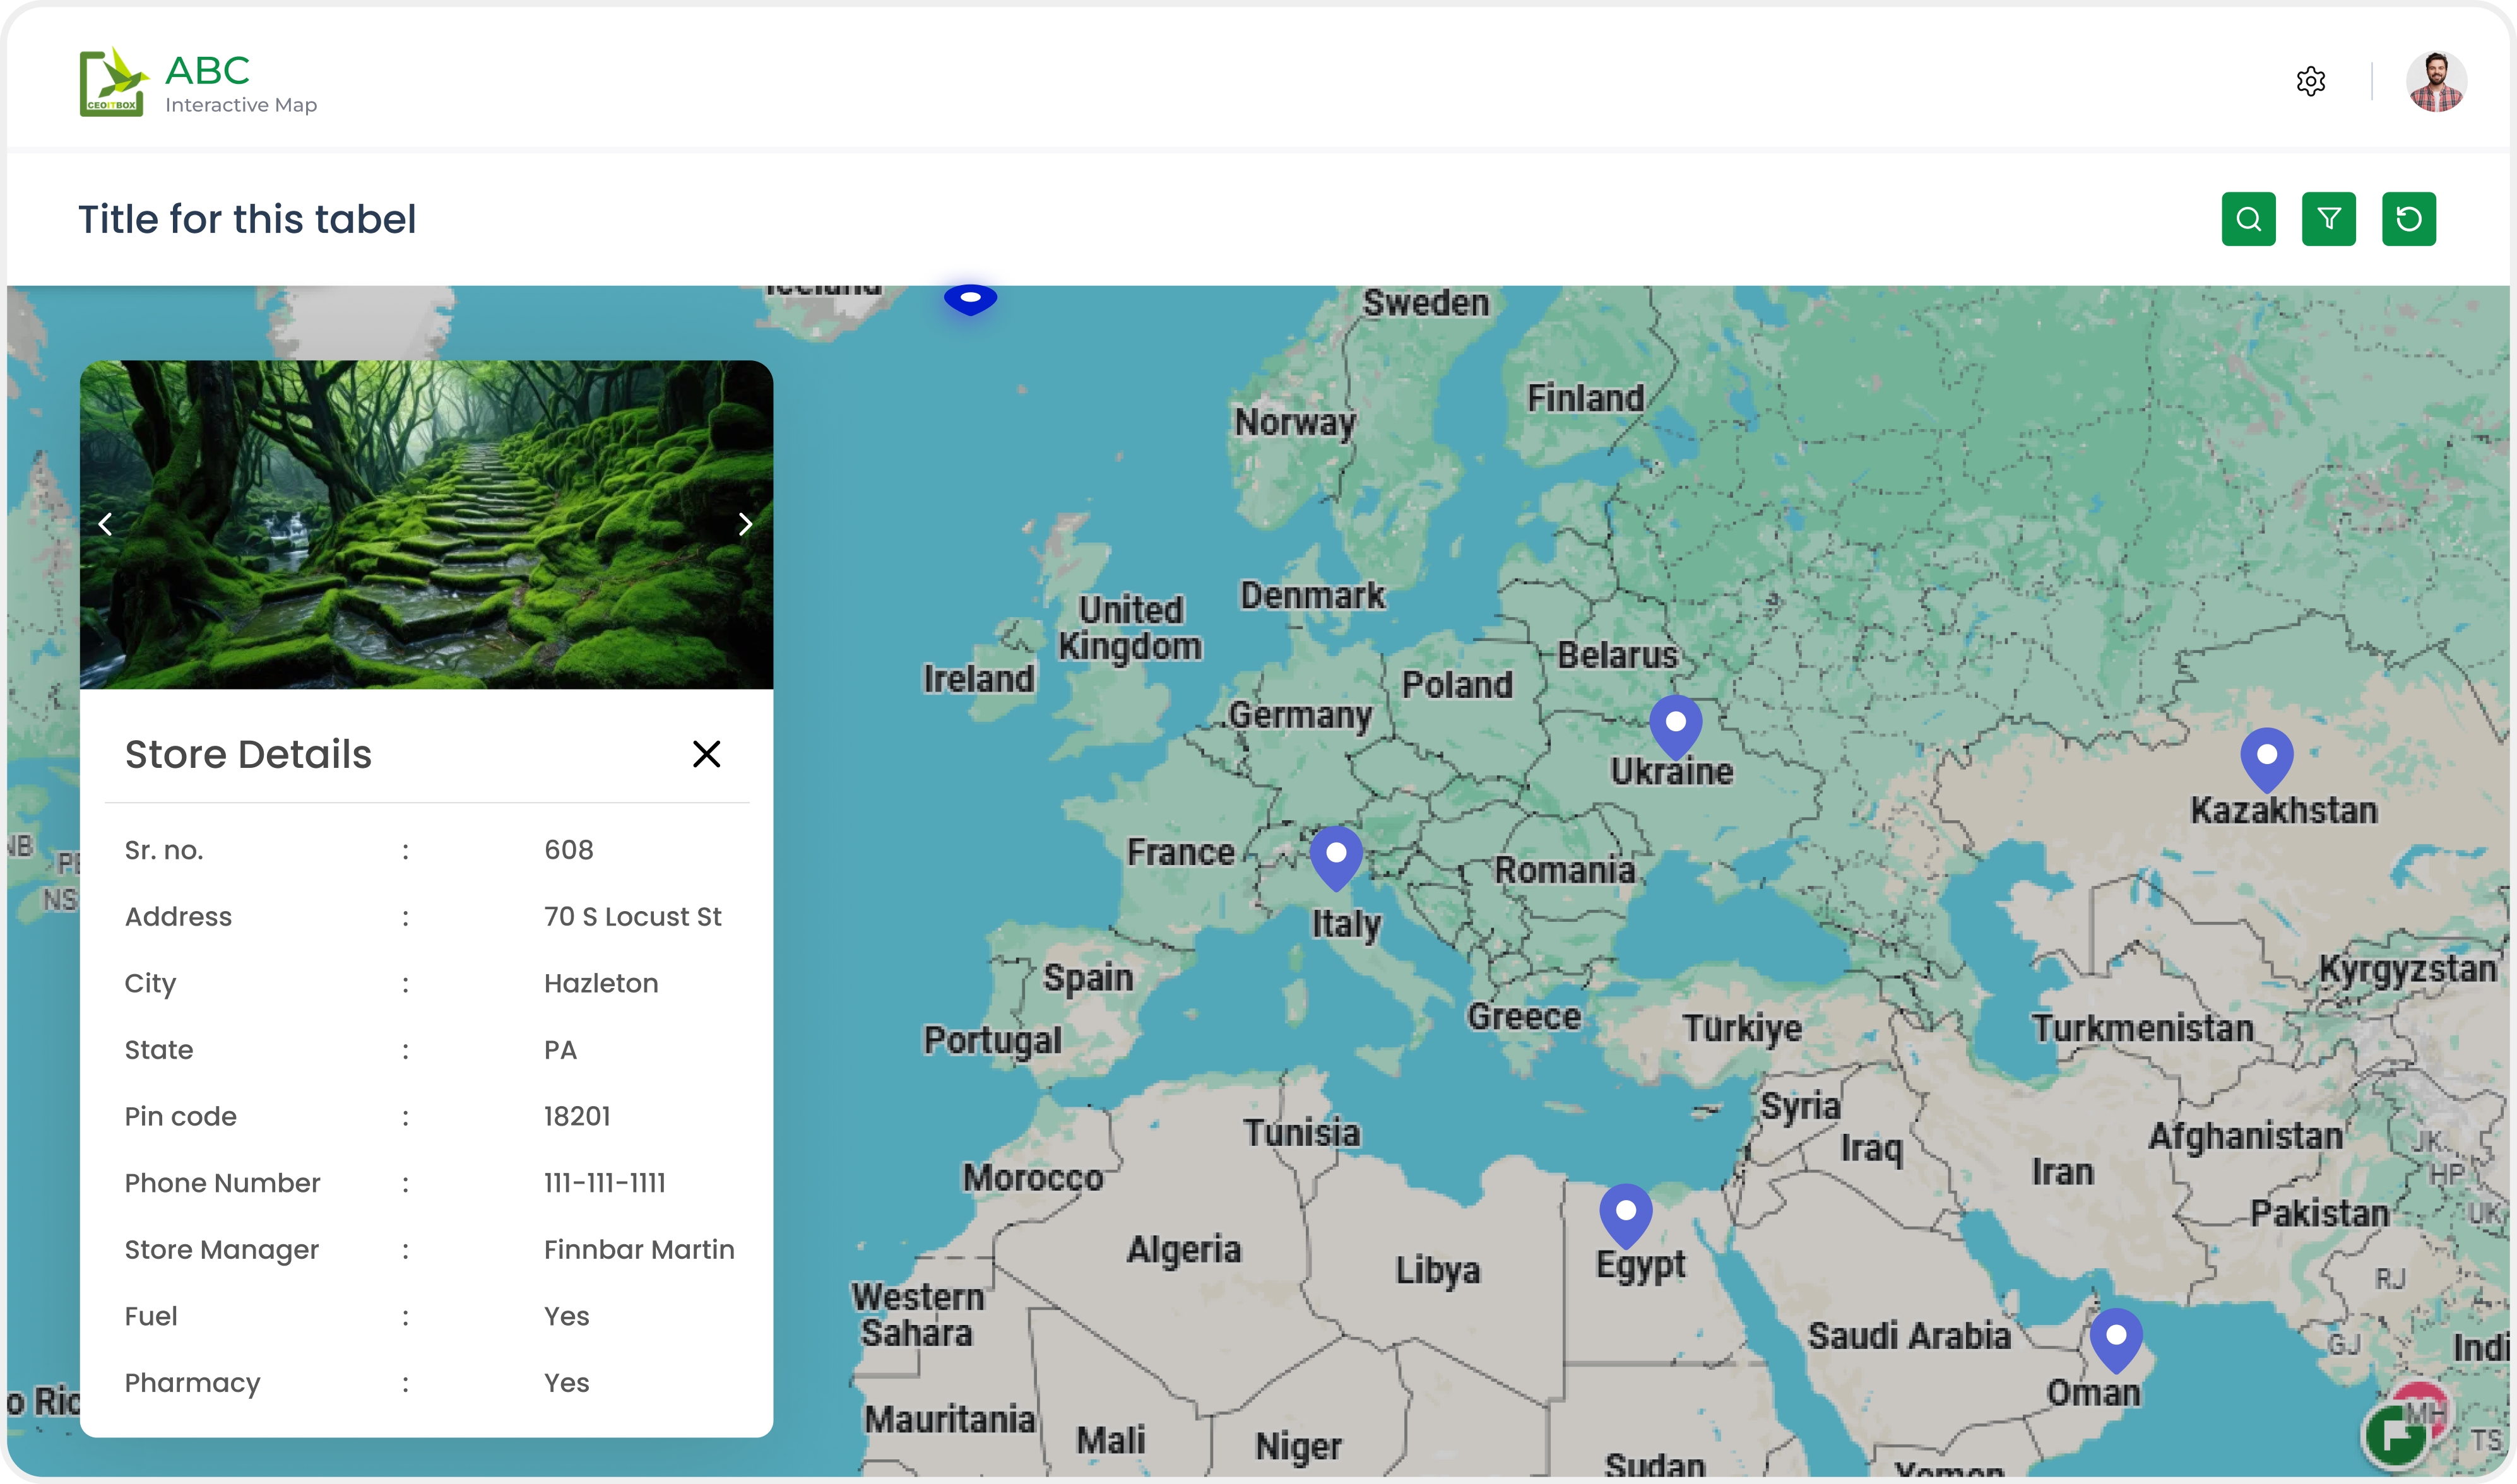 CEOITBOX
ABC
Interactive Map
Title for this tabel
Iceland
Sweden
Finland
Norway
Denmark
United
Kingdom
Ireland
Belarus
Poland
Germany
Ukraine
Kazakhstan
France
Romania
Italy
Spain
Portugal
Greece
Türkiye
Kyrgyzstan
Turkmenistan
Syria
Iraq
Iran
Afghanistan
Pakistan
Tunisia
Morocco
Algeria
Libya
Egypt
Western
Sahara
Saudi Arabia
Oman
Mauritania
Mali
Niger
Sudan
Yemen
JK
HP
UK
RJ
GJ
Indi
MH
TS
NB
PE
NS
o Ric
Store Details
Sr. no. : 608
Address : 70 S Locust St
City : Hazleton
State : PA
Pin code : 18201
Phone Number : 111-111-1111
Store Manager : Finnbar Martin
Fuel : Yes
Pharmacy : Yes